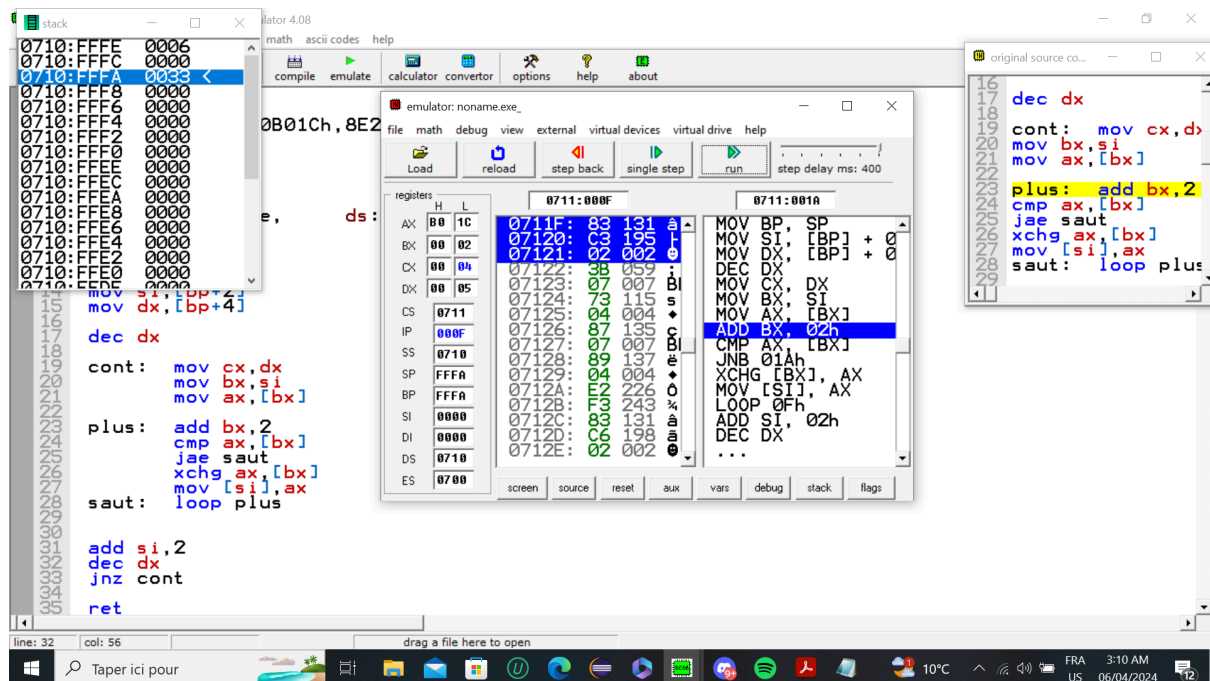 stack
0710:FFFE 0006
0710:FFFC 0000
0710:FFFA 0033 <
0710:FFF8 0000
0710:FFF6 0000
0710:FFF4 0000
0710:FFF2 0000
0710:FFF0 0000
0710:FFEE 0000
0710:FFEC 0000
0710:FFEA 0000
0710:FFE8 0000
0710:FFE6 0000
0710:FFE4 0000
0710:FFE2 0000
0710:FFE0 0000
0710:FFDE 0000
lator 4.08
math ascii codes help
compile emulate calculator convertor options help about
0B01Ch,8E2
e, ds:
14 mov si,[bp+2]
15 mov dx,[bp+4]
16
17 dec dx
18
19 cont: mov cx,dx
20 mov bx,si
21 mov ax,[bx]
22
23 plus: add bx,2
24 cmp ax,[bx]
25 jae saut
26 xchg ax,[bx]
27 mov [si],ax
28 saut: loop plus
29
30
31 add si,2
32 dec dx
33 jnz cont
34
35 ret
line: 32 col: 56 drag a file here to open
emulator: noname.exe_
file math debug view external virtual devices virtual drive help
Load reload step back single step run step delay ms: 400
registers
H L
AX B0 1C
BX 00 02
CX 00 04
DX 00 05
CS 0711
IP 000F
SS 0710
SP FFFA
BP FFFA
SI 0000
DI 0000
DS 0710
ES 0700
0711:000F
0711F: 83 131 â
07120: C3 195 ├
07121: 02 002 ☻
07122: 3B 059 ;
07123: 07 007
07124: 73 115 s
07125: 04 004 ♦
07126: 87 135 ç
07127: 07 007
07128: 89 137 ë
07129: 04 004 ♦
0712A: E2 226 Ô
0712B: F3 243 ¾
0712C: 83 131 â
0712D: C6 198 ã
0712E: 02 002 ☻
0711:001A
MOV BP, SP
MOV SI, [BP] + 0
MOV DX, [BP] + 0
DEC DX
MOV CX, DX
MOV BX, SI
MOV AX, [BX]
ADD BX, 02h
CMP AX, [BX]
JNB 01Ah
XCHG [BX], AX
MOV [SI], AX
LOOP 0Fh
ADD SI, 02h
DEC DX
...
screen source reset aux vars debug stack flags
original source co...
16
17 dec dx
18
19 cont: mov cx,dx
20 mov bx,si
21 mov ax,[bx]
22
23 plus: add bx,2
24 cmp ax,[bx]
25 jae saut
26 xchg ax,[bx]
27 mov [si],ax
28 saut: loop plus
29
Taper ici pour
10°C
FRA
US
3:10 AM
06/04/2024
12